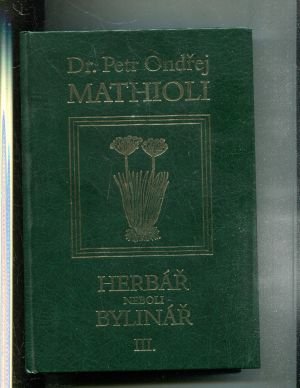 Dr. Petr Ondřej
MATHIOLI
HERBÁŘ
NEBOLI
BYLINÁŘ
III.